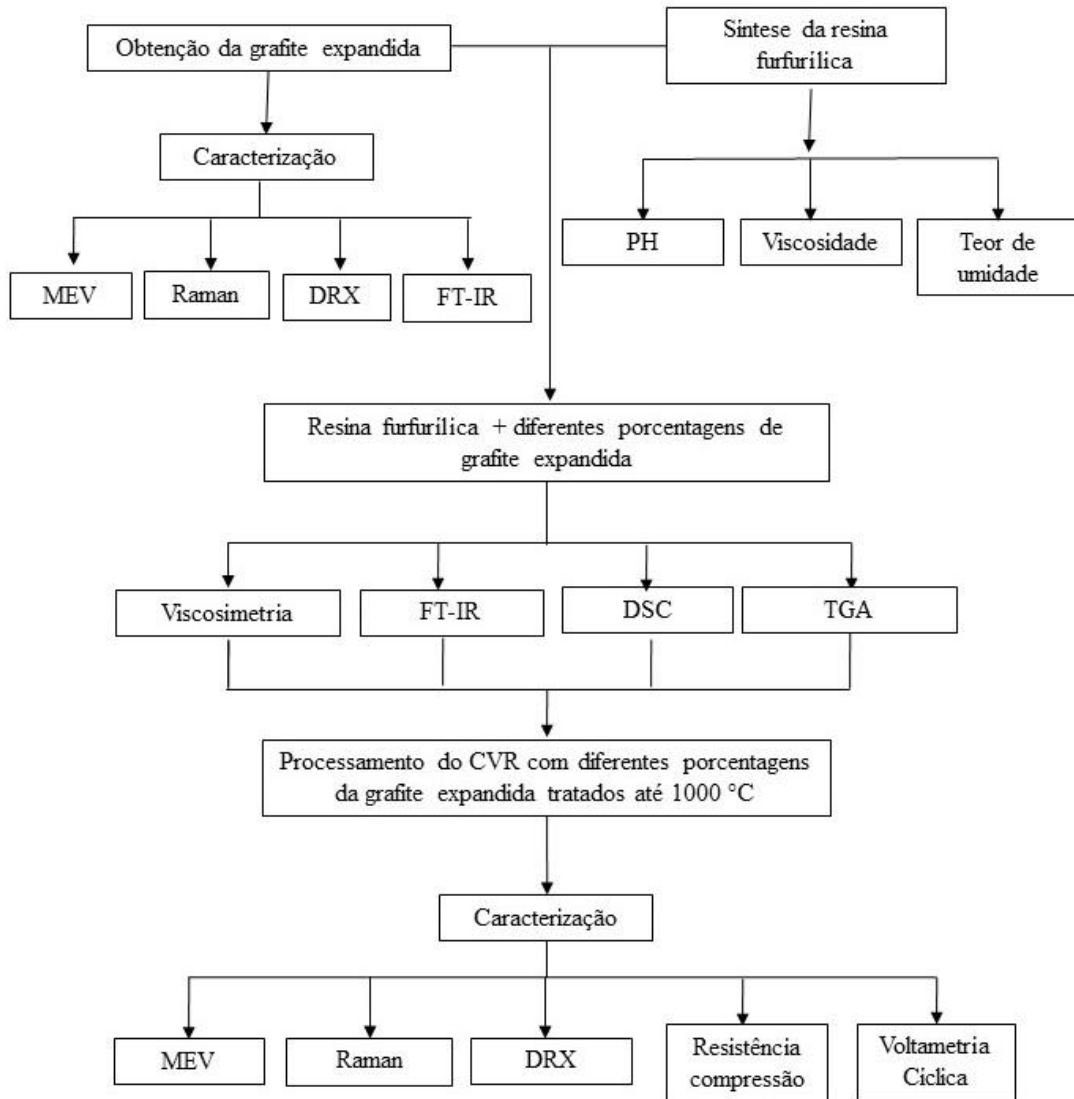 Obtenção da grafite expandida
Sintese da resina
furfurílica
Caracterização
PH
Viscosidade
Teor de
umidade
MEV
Raman
DRX
FT-IR
Resina furfurílica + diferentes porcentagens de
grafite expandida
Viscosimetria
FT-IR
DSC
TGA
Processamento do CVR com diferentes porcentagens
da grafite expandida tratados até 1000 °C
Caracterização
MEV
Raman
DRX
Resistência
compressão
Voltametria
Cíclica